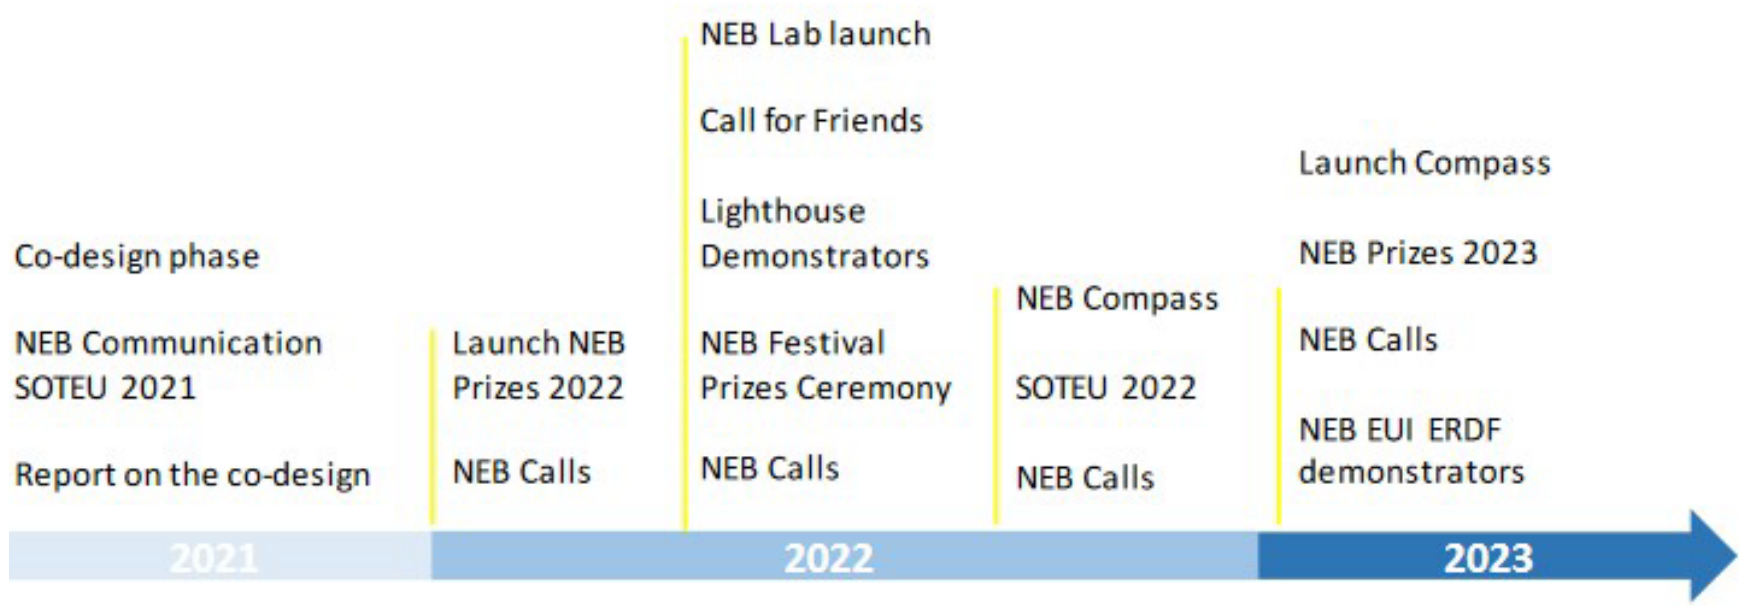 Co-design phase
NEB Communication
SOTEU 2021
Report on the co-design
Launch NEB
Prizes 2022
NEB Calls
NEB Lab launch
Call for Friends
Lighthouse
Demonstrators
NEB Festival
Prizes Ceremony
NEB Calls
NEB Compass
SOTEU 2022
NEB Calls
Launch Compass
NEB Prizes 2023
NEB Calls
NEB EUI ERDF
demonstrators
2021
2022
2023